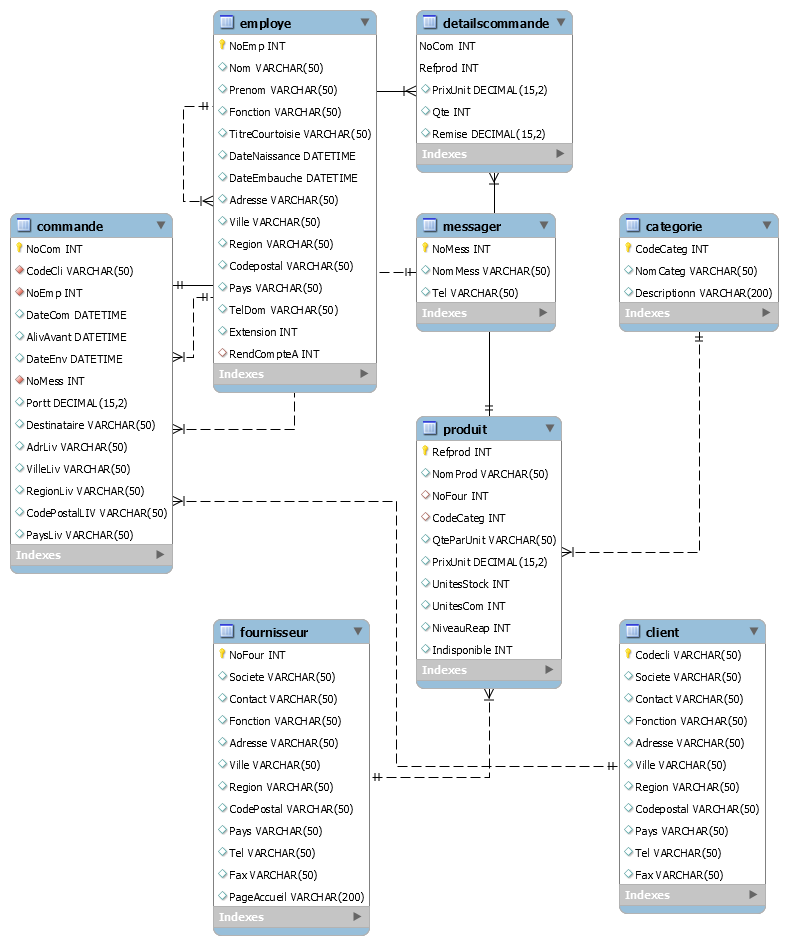 employe
NoEmp INT
Nom VARCHAR(50)
Prenom VARCHAR(50)
Fonction VARCHAR(50)
TitreCourtoisie VARCHAR(50)
DateNaissance DATETIME
DateEmbauche DATETIME
Adresse VARCHAR(50)
Ville VARCHAR(50)
Region VARCHAR(50)
Codepostal VARCHAR(50)
Pays VARCHAR(50)
TelDom VARCHAR(50)
Extension INT
RendCompteA INT
Indexes
detailscommande
NoCom INT
Refprod INT
PrixUnit DECIMAL(15,2)
Qte INT
Remise DECIMAL(15,2)
Indexes
commande
NoCom INT
CodeCli VARCHAR(50)
NoEmp INT
DateCom DATETIME
AlivAvant DATETIME
DateEnv DATETIME
NoMess INT
Portt DECIMAL(15,2)
Destinataire VARCHAR(50)
AdrLiv VARCHAR(50)
VilleLiv VARCHAR(50)
RegionLiv VARCHAR(50)
CodePostalLIV VARCHAR(50)
PaysLiv VARCHAR(50)
Indexes
messager
NoMess INT
NomMess VARCHAR(50)
Tel VARCHAR(50)
Indexes
categorie
CodeCateg INT
NomCateg VARCHAR(50)
Descriptionn VARCHAR(200)
Indexes
produit
Refprod INT
NomProd VARCHAR(50)
NoFour INT
CodeCateg INT
QteParUnit VARCHAR(50)
PrixUnit DECIMAL(15,2)
UnitesStock INT
UnitesCom INT
NiveauReap INT
Indisponible INT
Indexes
fournisseur
NoFour INT
Societe VARCHAR(50)
Contact VARCHAR(50)
Fonction VARCHAR(50)
Adresse VARCHAR(50)
Ville VARCHAR(50)
Region VARCHAR(50)
CodePostal VARCHAR(50)
Pays VARCHAR(50)
Tel VARCHAR(50)
Fax VARCHAR(50)
PageAccueil VARCHAR(200)
Indexes
client
Codecli VARCHAR(50)
Societe VARCHAR(50)
Contact VARCHAR(50)
Fonction VARCHAR(50)
Adresse VARCHAR(50)
Ville VARCHAR(50)
Region VARCHAR(50)
Codepostal VARCHAR(50)
Pays VARCHAR(50)
Tel VARCHAR(50)
Fax VARCHAR(50)
Indexes